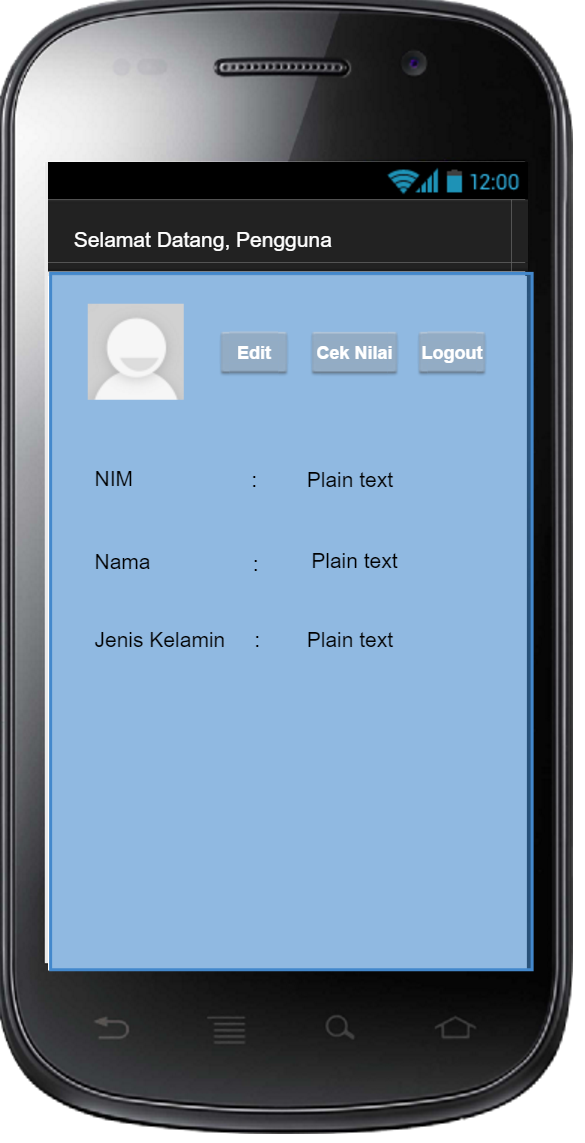 12:00
Selamat Datang, Pengguna
Edit Cek Nilai Logout
NIM : Plain text
Nama : Plain text
Jenis Kelamin : Plain text